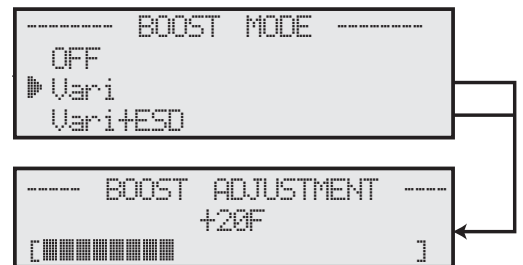 -------- BOOST MODE --------
OFF
Vari
Vari+ESD
----- BOOST ADJUSTMENT ----
+20F
[ ]